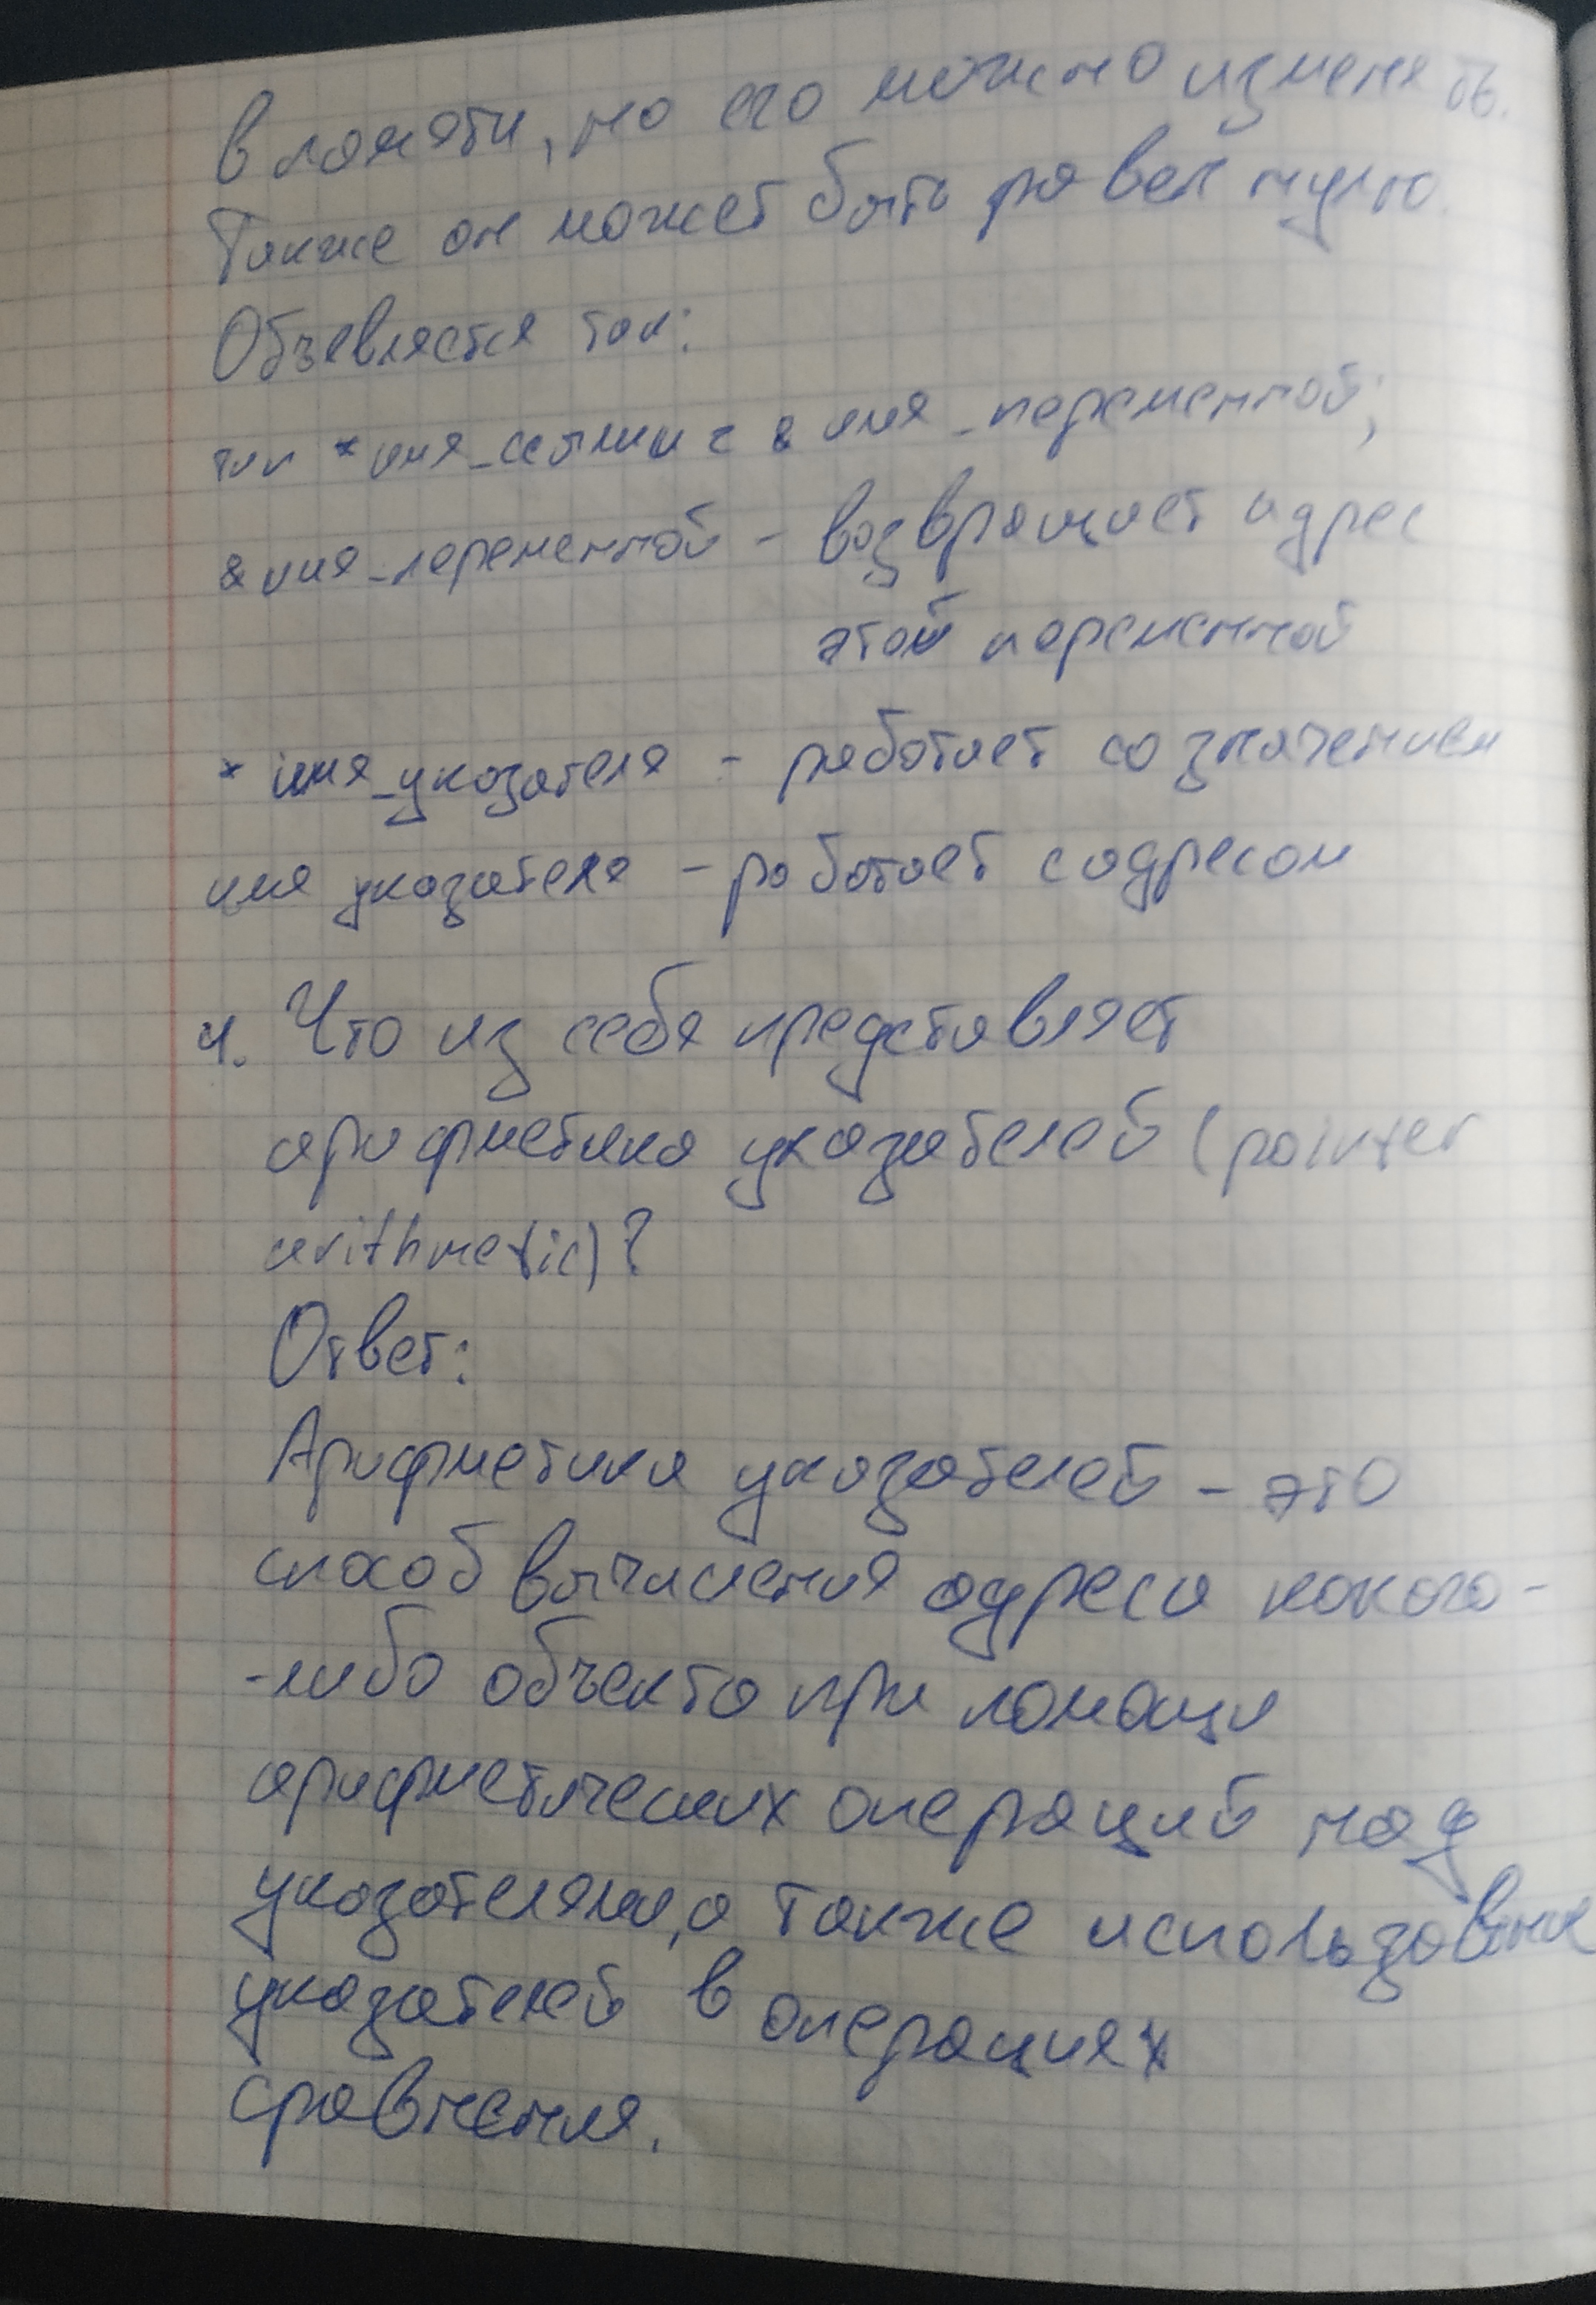 в памяти, но его можно изменять.
Также он может быть равен нулю.
Объевляется так:
тип *имя_сстлки = &имя_переменной;
&имя_переменной - возвращает адрес
этой переменной
* имя_указателя - работает со значением
имя указателя - работает с адресом
4. Что из себя представляет
арифметика указателей (pointer
arithmetic)?
Ответ:
Арифметика указателей - это
способ вычисления адреса какого-
-либо объекта при помощи
арифметических операций над
указателями, а также использование
указателей в операциях
сравнения.